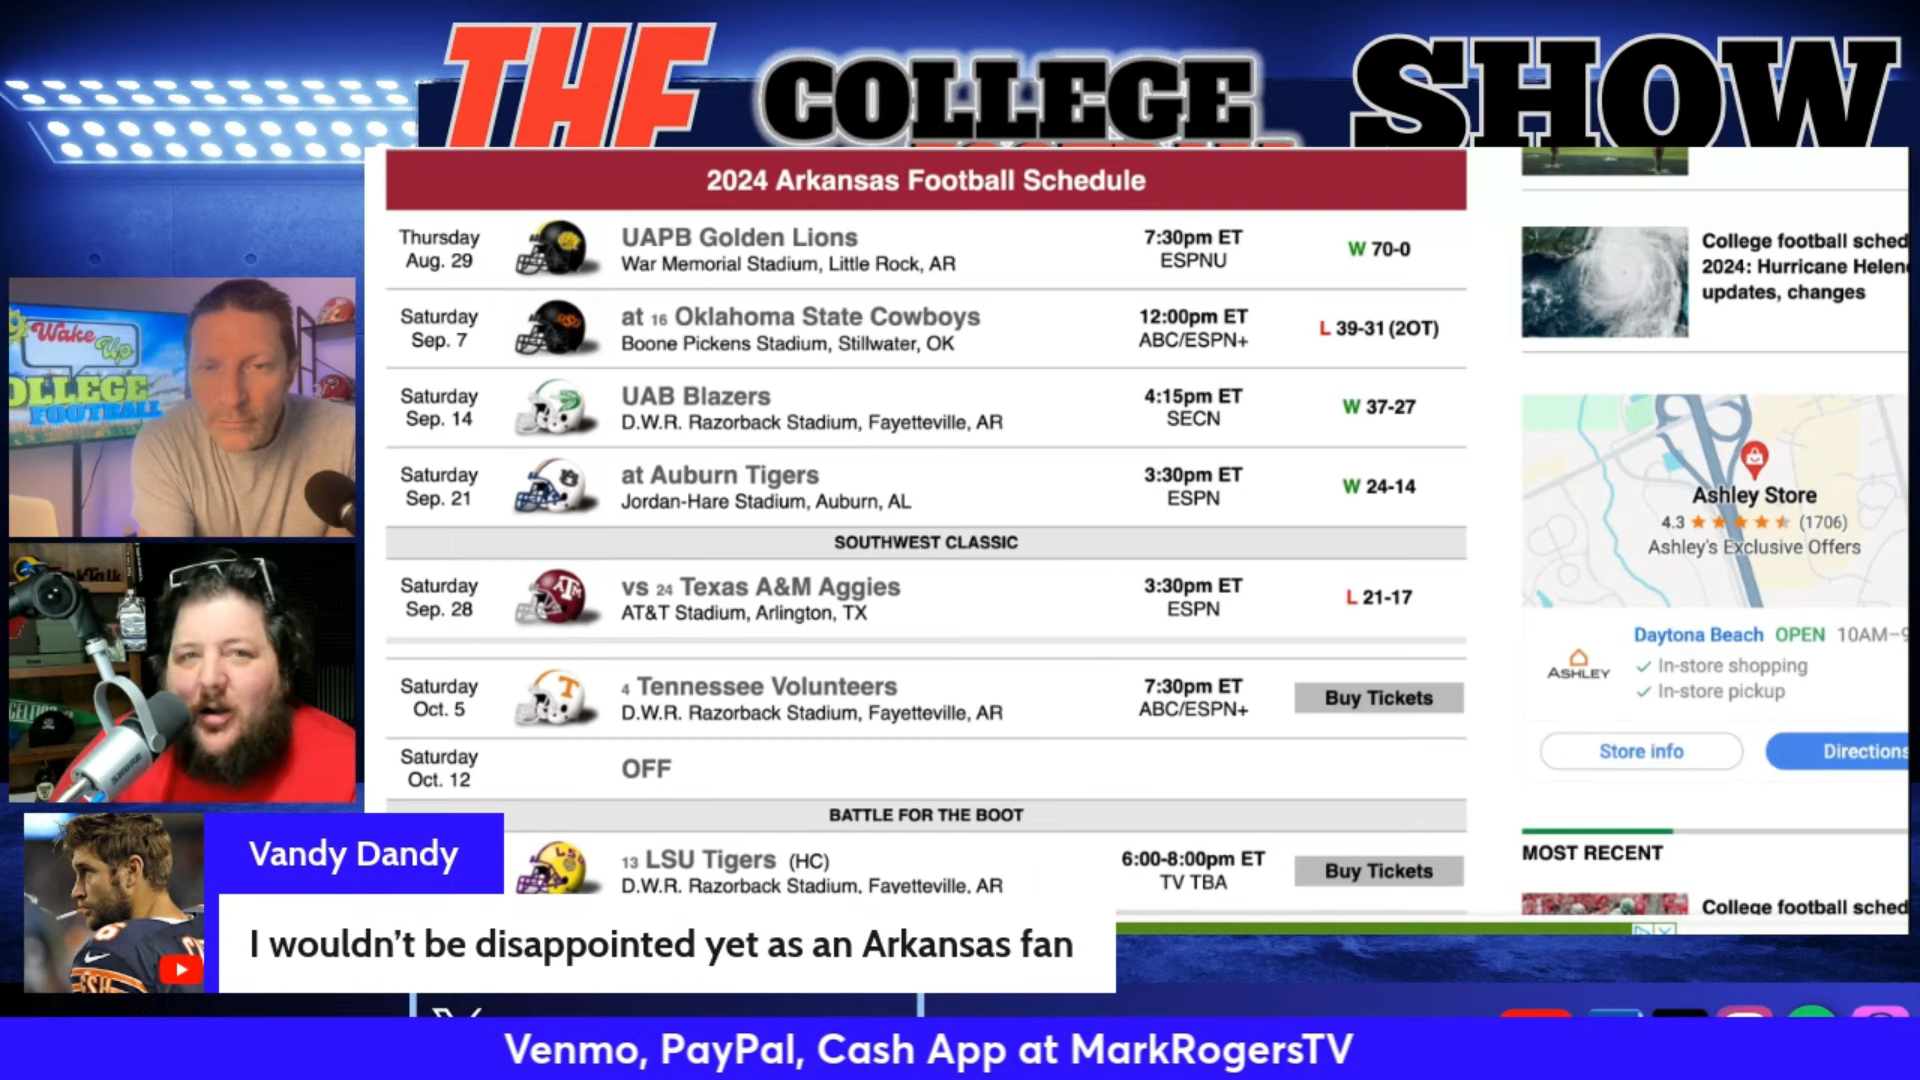 THE COLLEGE SHOW
FOOTBALL
2024 Arkansas Football Schedule
Thursday
Aug. 29
UAPB Golden Lions
War Memorial Stadium, Little Rock, AR
7:30pm ET
ESPNU
W 70-0
Saturday
Sep. 7
at 16 Oklahoma State Cowboys
Boone Pickens Stadium, Stillwater, OK
12:00pm ET
ABC/ESPN+
L 39-31 (2OT)
Saturday
Sep. 14
UAB Blazers
D.W.R. Razorback Stadium, Fayetteville, AR
4:15pm ET
SECN
W 37-27
Saturday
Sep. 21
at Auburn Tigers
Jordan-Hare Stadium, Auburn, AL
3:30pm ET
ESPN
W 24-14
SOUTHWEST CLASSIC
Saturday
Sep. 28
vs 24 Texas A&M Aggies
AT&T Stadium, Arlington, TX
3:30pm ET
ESPN
L 21-17
Saturday
Oct. 5
4 Tennessee Volunteers
D.W.R. Razorback Stadium, Fayetteville, AR
7:30pm ET
ABC/ESPN+
Buy Tickets
Saturday
Oct. 12
OFF
BATTLE FOR THE BOOT
13 LSU Tigers (HC)
D.W.R. Razorback Stadium, Fayetteville, AR
6:00-8:00pm ET
TV TBA
Buy Tickets
College football sched
2024: Hurricane Helen
updates, changes
Ashley Store
4.3 (1706)
Ashley's Exclusive Offers
Daytona Beach OPEN 10AM–9
ASHLEY
In-store shopping
In-store pickup
Store info
Directions
MOST RECENT
College football sched
Wake
Up
OLLEGE
FOOTBALL
Vandy Dandy
I wouldn't be disappointed yet as an Arkansas fan
Venmo, PayPal, Cash App at MarkRogersTV